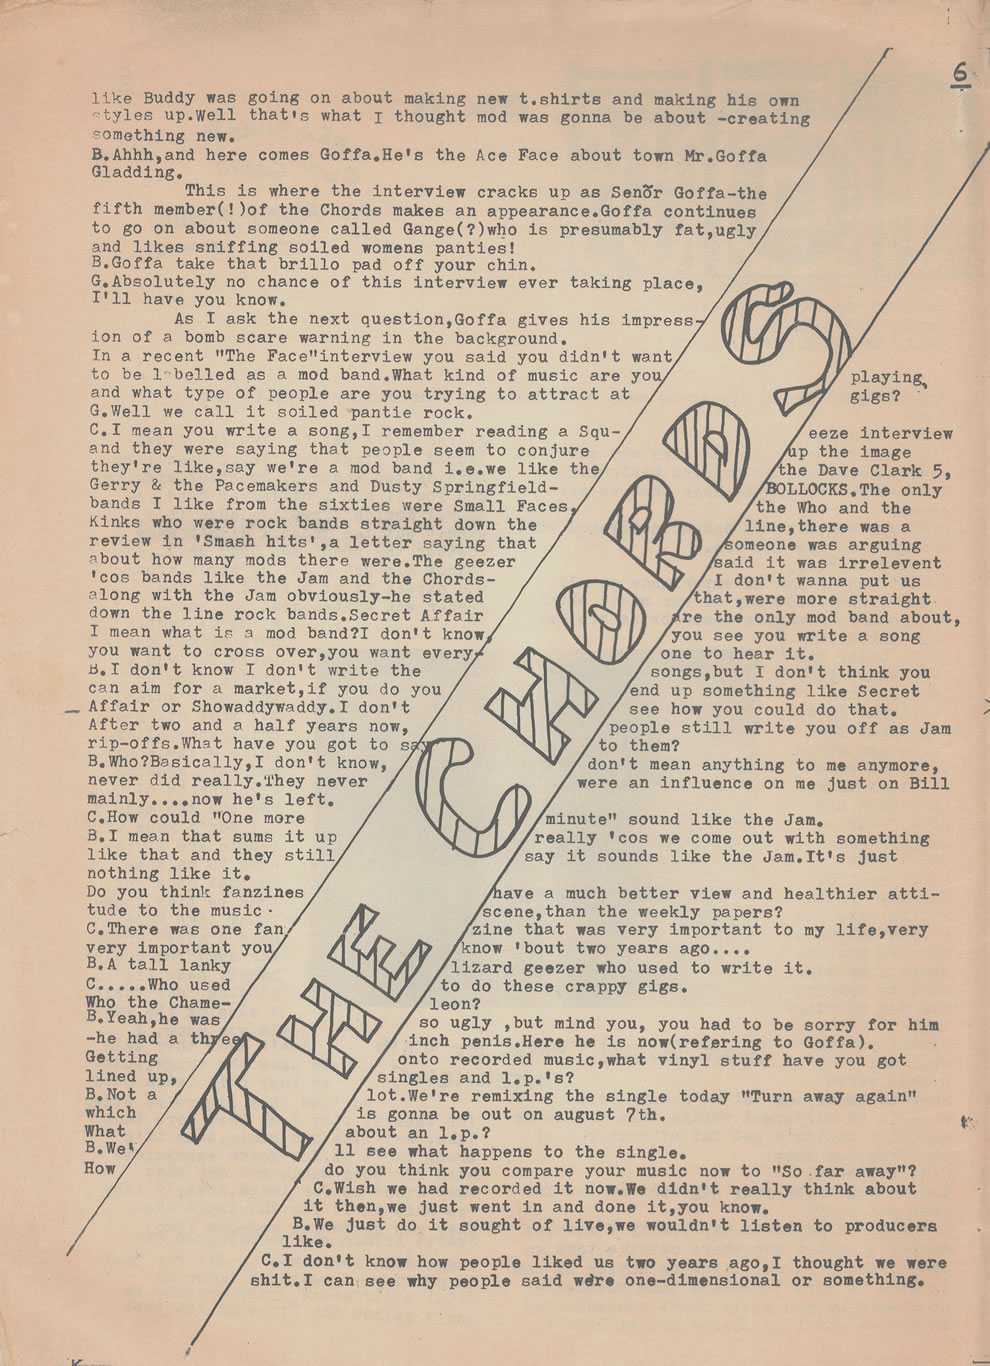 6
like Buddy was going on about making new t.shirts and making his own
styles up.Well that's what I thought mod was gonna be about -creating
something new.
B.Ahhh,and here comes Goffa.He's the Ace Face about town Mr.Goffa
Gladding.
This is where the interview cracks up as Senõr Goffa-the
fifth member(!)of the Chords makes an appearance.Goffa continues
to go on about someone called Gange(?)who is presumably fat,ugly
and likes sniffing soiled womens panties!
B.Goffa take that brillo pad off your chin.
G.Absolutely no chance of this interview ever taking place,
I'll have you know.
As I ask the next question,Goffa gives his impress-
ion of a bomb scare warning in the background.
In a recent "The Face"interview you said you didn't want
to be labelled as a mod band.What kind of music are you playing,
and what type of people are you trying to attract at gigs?
G.Well we call it soiled pantie rock.
C.I mean you write a song,I remember reading a Squ- eeze interview
and they were saying that people seem to conjure up the image
they're like,say we're a mod band i.e.we like the the Dave Clark 5,
Gerry & the Pacemakers and Dusty Springfield- BOLLOCKS.The only
bands I like from the sixties were Small Faces, the Who and the
Kinks who were rock bands straight down the line,there was a
review in 'Smash hits',a letter saying that someone was arguing
about how many mods there were.The geezer said it was irrelevent
'cos bands like the Jam and the Chords- I don't wanna put us
along with the Jam obviously-he stated that,were more straight
down the line rock bands.Secret Affair are the only mod band about,
I mean what is a mod band?I don't know, you see you write a song
you want to cross over,you want every- one to hear it.
B.I don't know I don't write the songs,but I don't think you
can aim for a market,if you do you end up something like Secret
Affair or Showaddywaddy.I don't see how you could do that.
After two and a half years now, people still write you off as Jam
rip-offs.What have you got to say to them?
B.Who?Basically,I don't know, don't mean anything to me anymore,
never did really.They never were an influence on me just on Bill
mainly....now he's left.
C.How could "One more minute" sound like the Jam.
B.I mean that sums it up really 'cos we come out with something
like that and they still say it sounds like the Jam.It's just
nothing like it.
Do you think fanzines have a much better view and healthier atti-
tude to the music scene,than the weekly papers?
C.There was one fan zine that was very important to my life,very
very important you know 'bout two years ago....
B.A tall lanky lizard geezer who used to write it.
C.....Who used to do these crappy gigs.
Who the Chame- leon?
B.Yeah,he was so ugly ,but mind you, you had to be sorry for him
-he had a three inch penis.Here he is now(refering to Goffa).
Getting onto recorded music,what vinyl stuff have you got
lined up, singles and l.p.'s?
B.Not a lot.We're remixing the single today "Turn away again"
which is gonna be out on august 7th.
What about an l.p.?
B.We' ll see what happens to the single.
How do you think you compare your music now to "So far away"?
C.Wish we had recorded it now.We didn't really think about
it then,we just went in and done it,you know.
B.We just do it sought of live,we wouldn't listen to producers
like.
C.I don't know how people liked us two years ago,I thought we were
shit.I can see why people said we're one-dimensional or something.
THE CHORDS